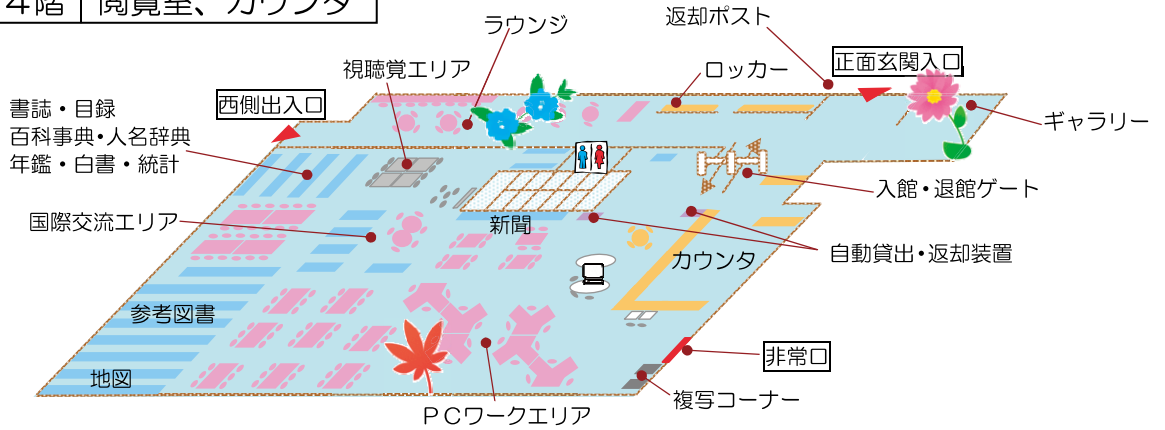 4階 閲覧室、カウンタ
ラウンジ
返却ポスト
視聴覚エリア
ロッカー
正面玄関入口
西側出入口
書誌・目録
百科事典・人名辞典
年鑑・白書・統計
ギャラリー
入館・退館ゲート
国際交流エリア
新聞
自動貸出・返却装置
カウンタ
参考図書
非常口
地図
複写コーナー
PCワークエリア